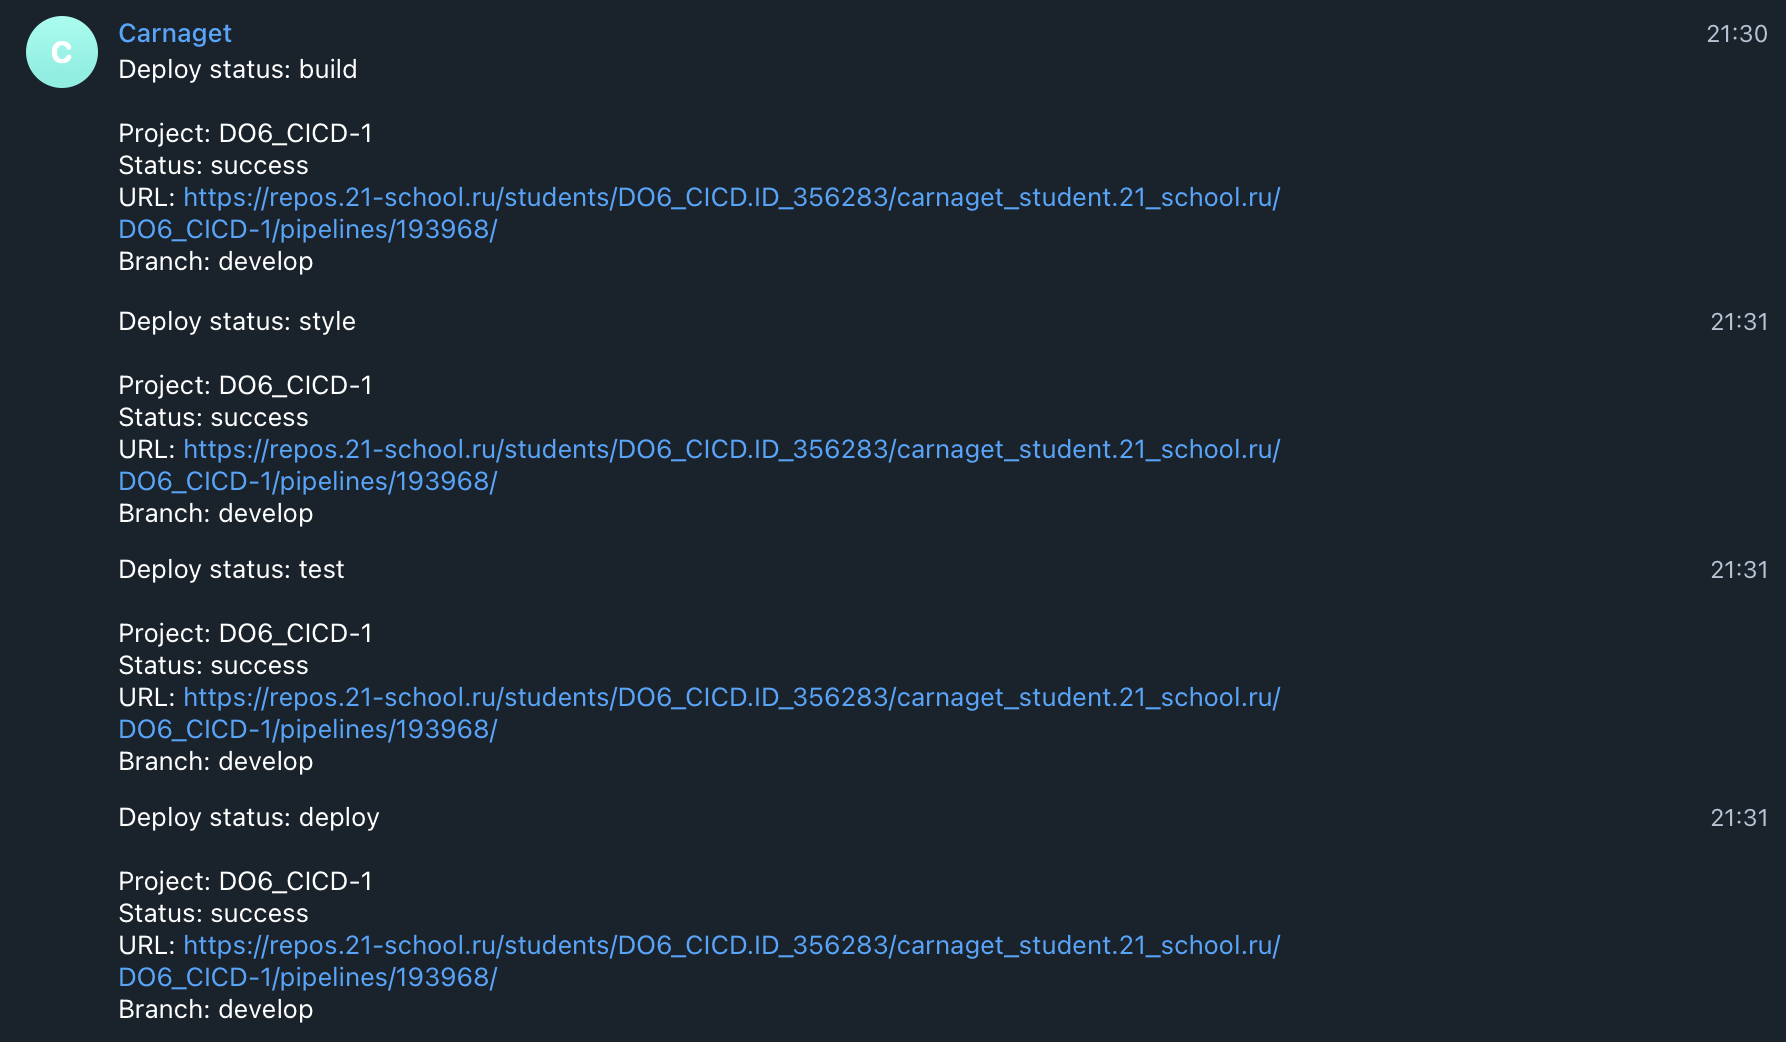 C
Carnaget
21:30
Deploy status: build
Project: DO6_CICD-1
Status: success
URL: https://repos.21-school.ru/students/DO6_CICD.ID_356283/carnaget_student.21_school.ru/
DO6_CICD-1/pipelines/193968/
Branch: develop
Deploy status: style
21:31
Project: DO6_CICD-1
Status: success
URL: https://repos.21-school.ru/students/DO6_CICD.ID_356283/carnaget_student.21_school.ru/
DO6_CICD-1/pipelines/193968/
Branch: develop
Deploy status: test
21:31
Project: DO6_CICD-1
Status: success
URL: https://repos.21-school.ru/students/DO6_CICD.ID_356283/carnaget_student.21_school.ru/
DO6_CICD-1/pipelines/193968/
Branch: develop
Deploy status: deploy
21:31
Project: DO6_CICD-1
Status: success
URL: https://repos.21-school.ru/students/DO6_CICD.ID_356283/carnaget_student.21_school.ru/
DO6_CICD-1/pipelines/193968/
Branch: develop